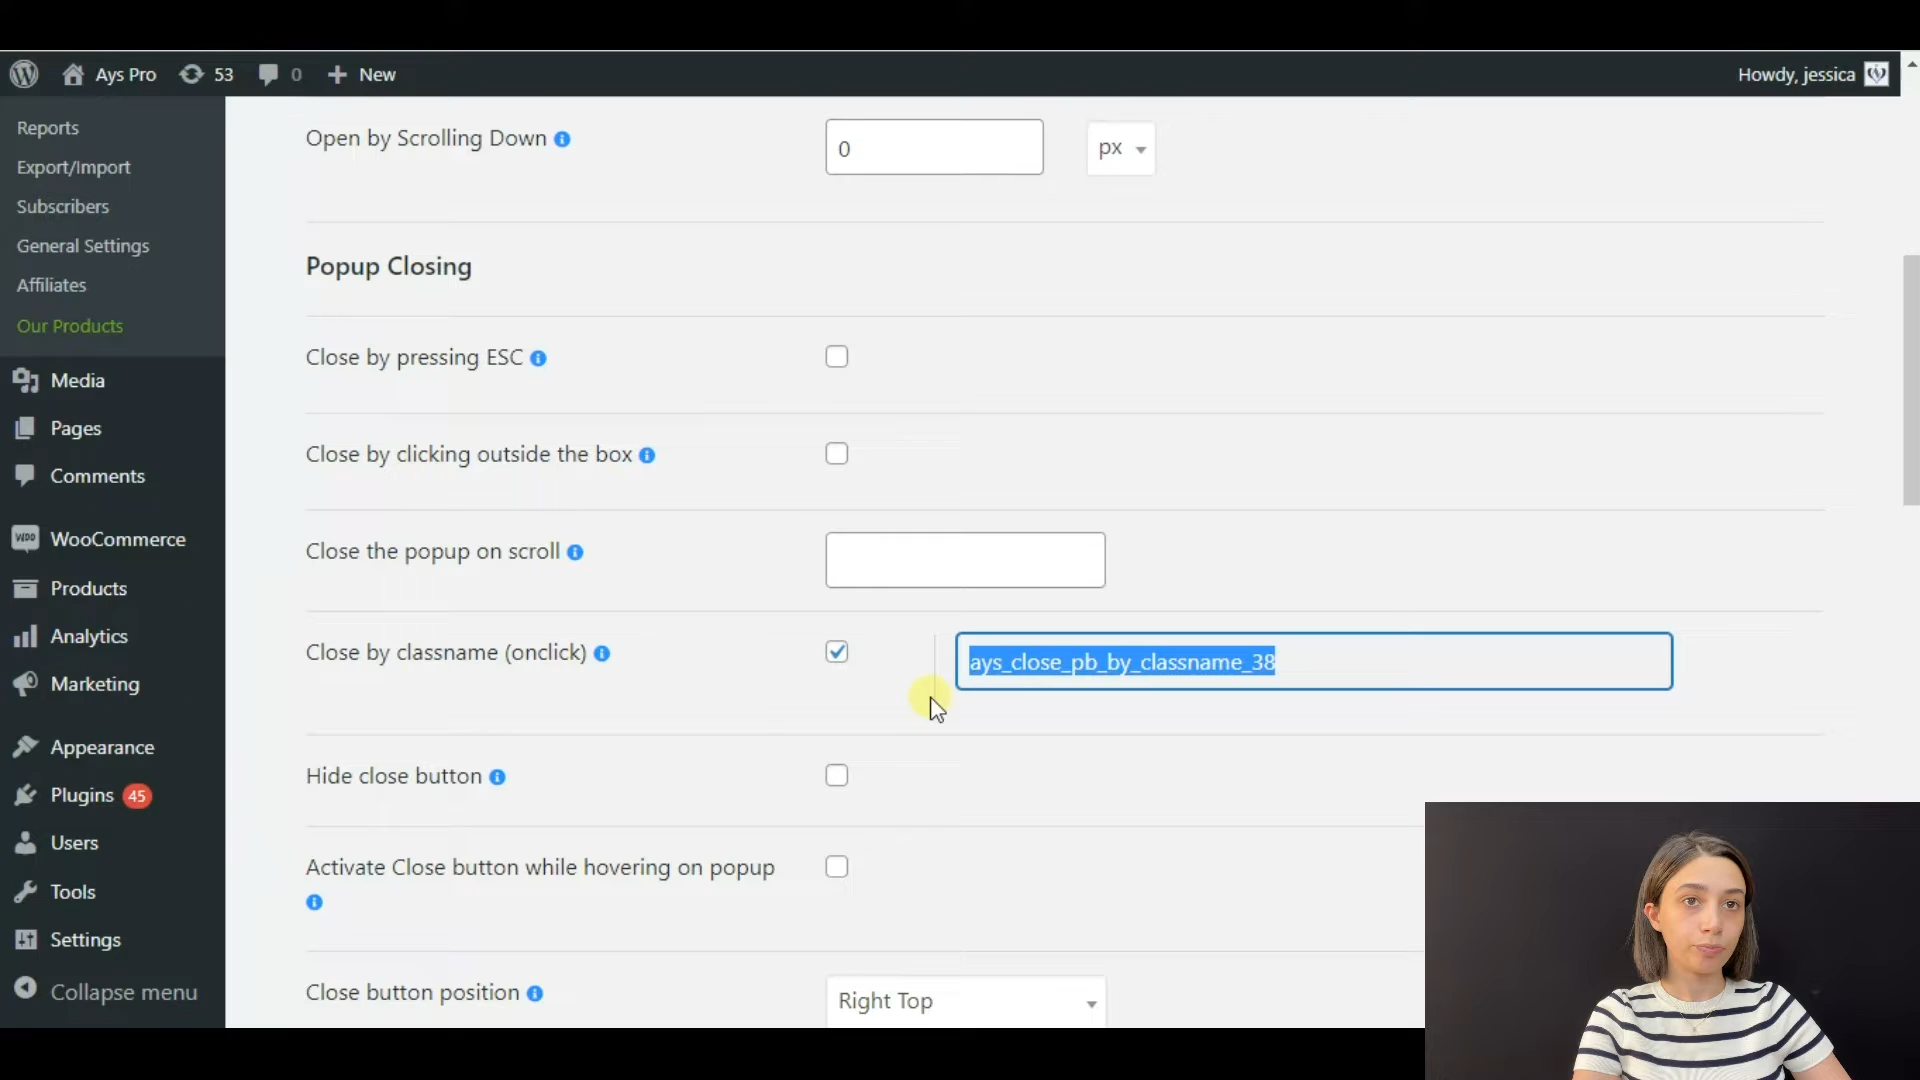 Ays Pro 53 0 New Howdy, jessica
Reports
Export/Import
Subscribers
General Settings
Affiliates
Our Products
Media
Pages
Comments
WOO WooCommerce
Products
Analytics
Marketing
Appearance
Plugins 45
Users
Tools
Settings
Collapse menu
Open by Scrolling Down 0 px
Popup Closing
Close by pressing ESC
Close by clicking outside the box
Close the popup on scroll
Close by classname (onclick) ays_close_pb_by_classname_38
Hide close button
Activate Close button while hovering on popup
Close button position Right Top